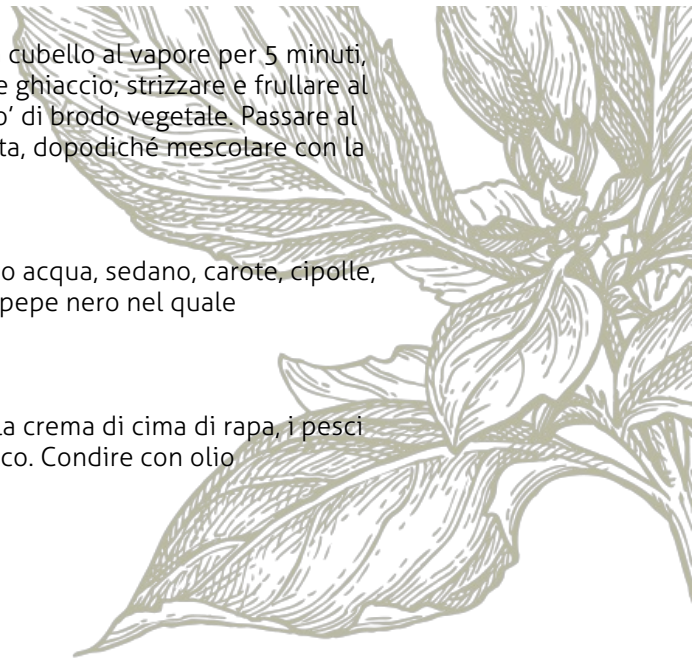 cubello al vapore per 5 minuti,
e ghiaccio; strizzare e frullare al
o’ di brodo vegetale. Passare al
ta, dopodiché mescolare con la
o acqua, sedano, carote, cipolle,
pepe nero nel quale
la crema di cima di rapa, i pesci
co. Condire con olio